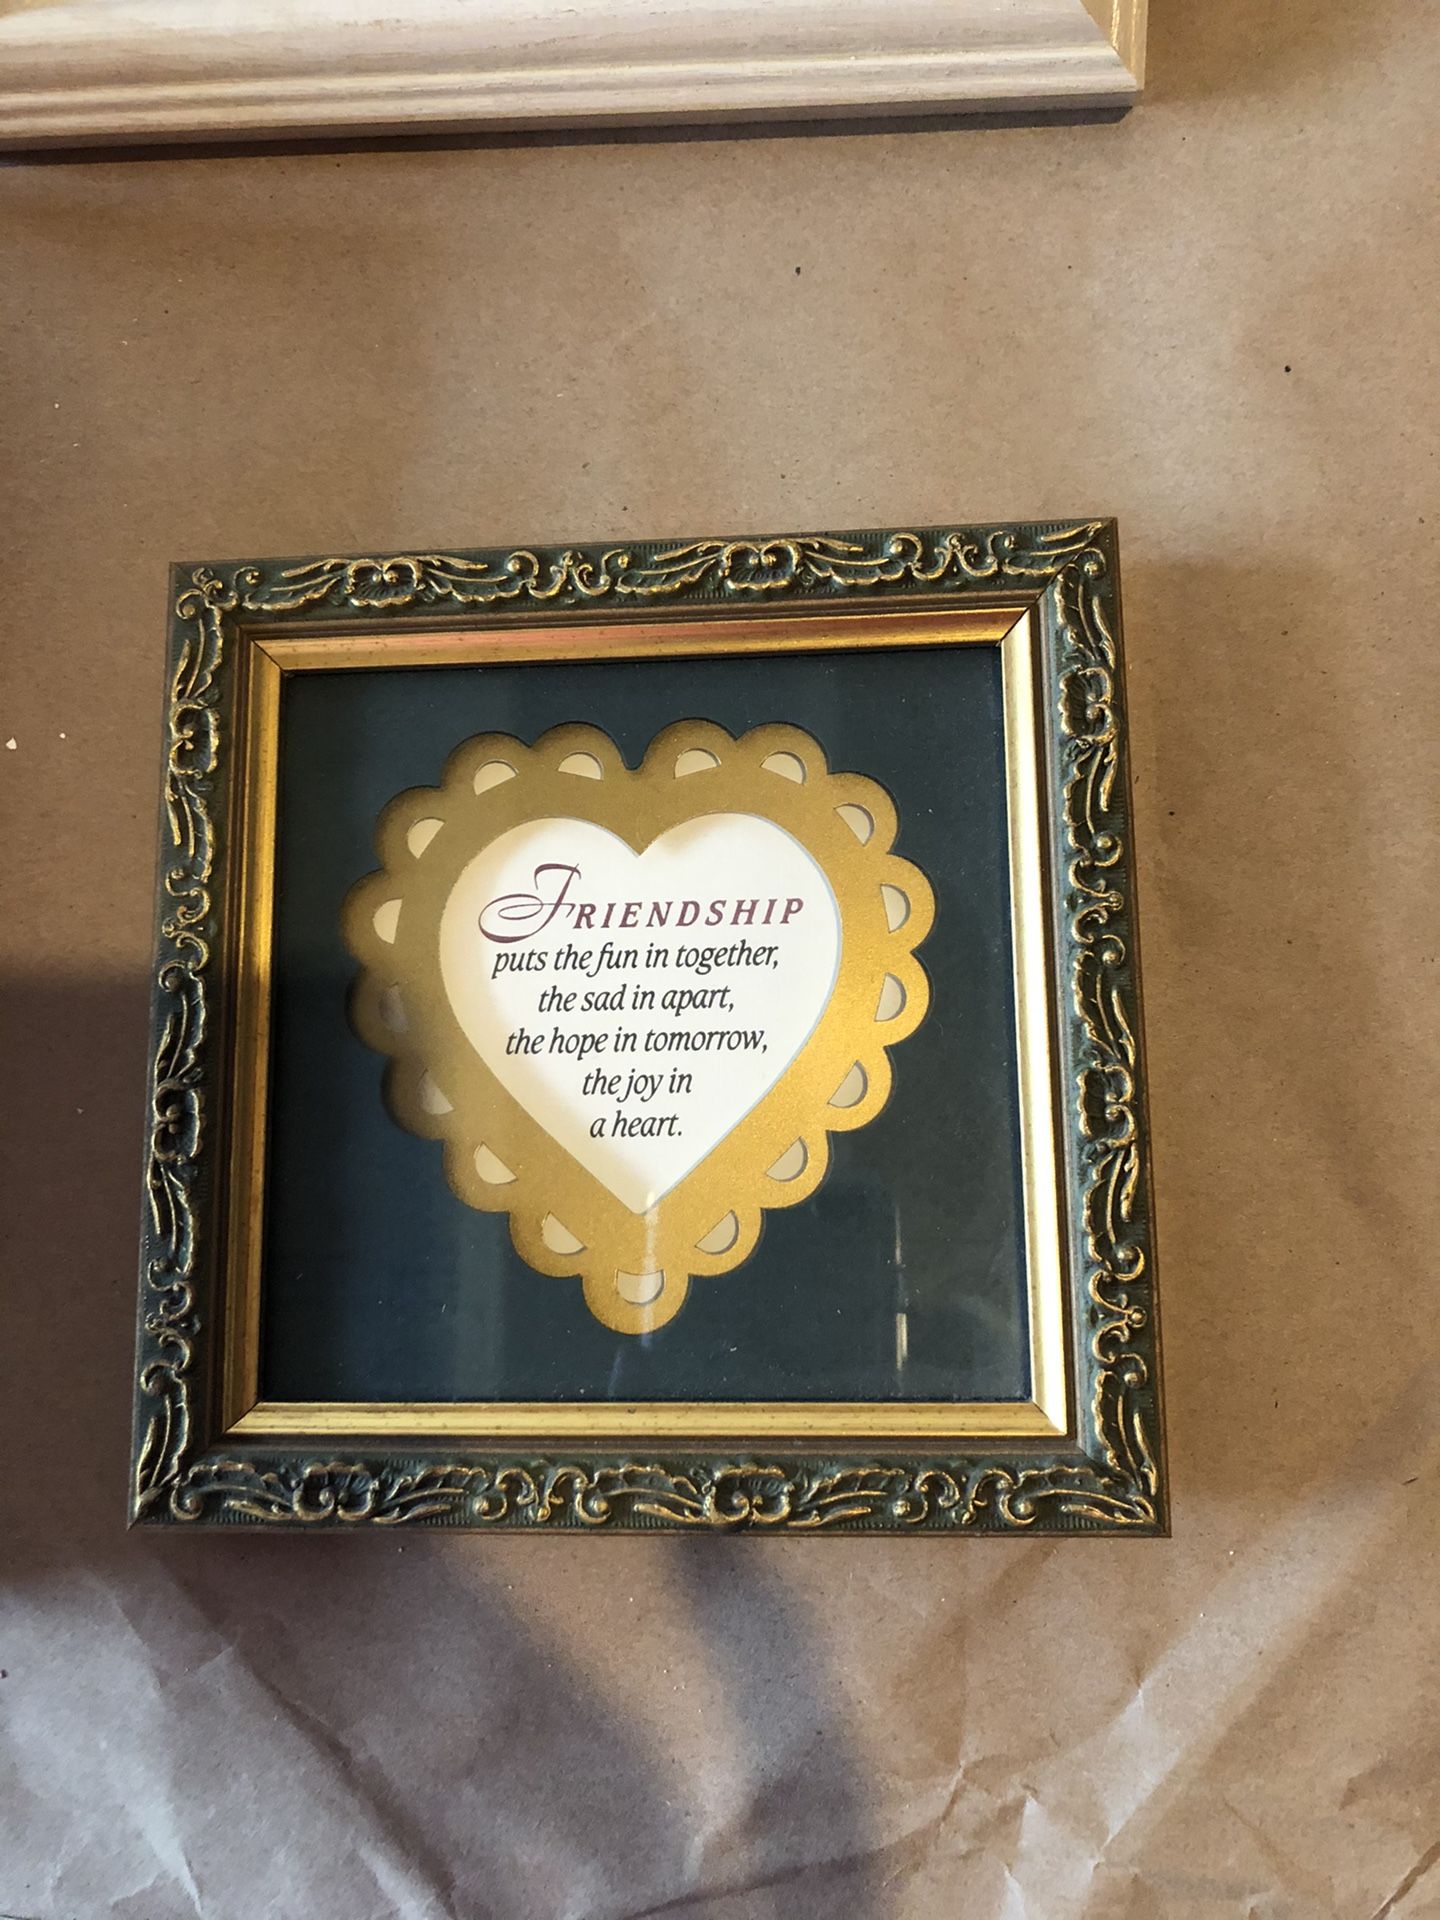 FRIENDSHIP
puts the fun in together,
the sad in apart,
the hope in tomorrow,
the joy in
a heart.